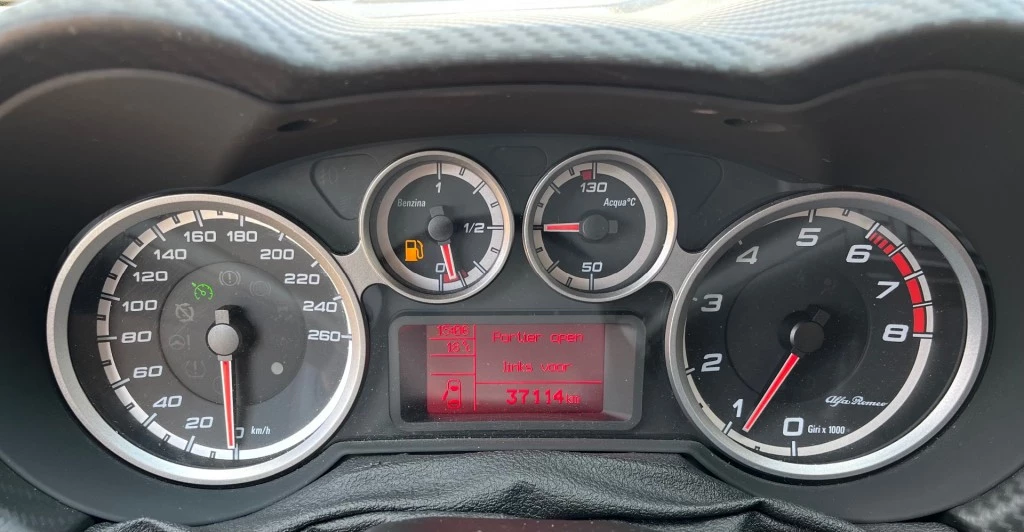 160 180
140 200
120 220
100 240
80 260
60
40
20
0 km/h
1
Benzina
1/2
0
130
Acqua°C
50
Portier open
links voor
37114 km
5
4 6
3 7
2 8
1 0
Alfa Romeo
Giri x 1000